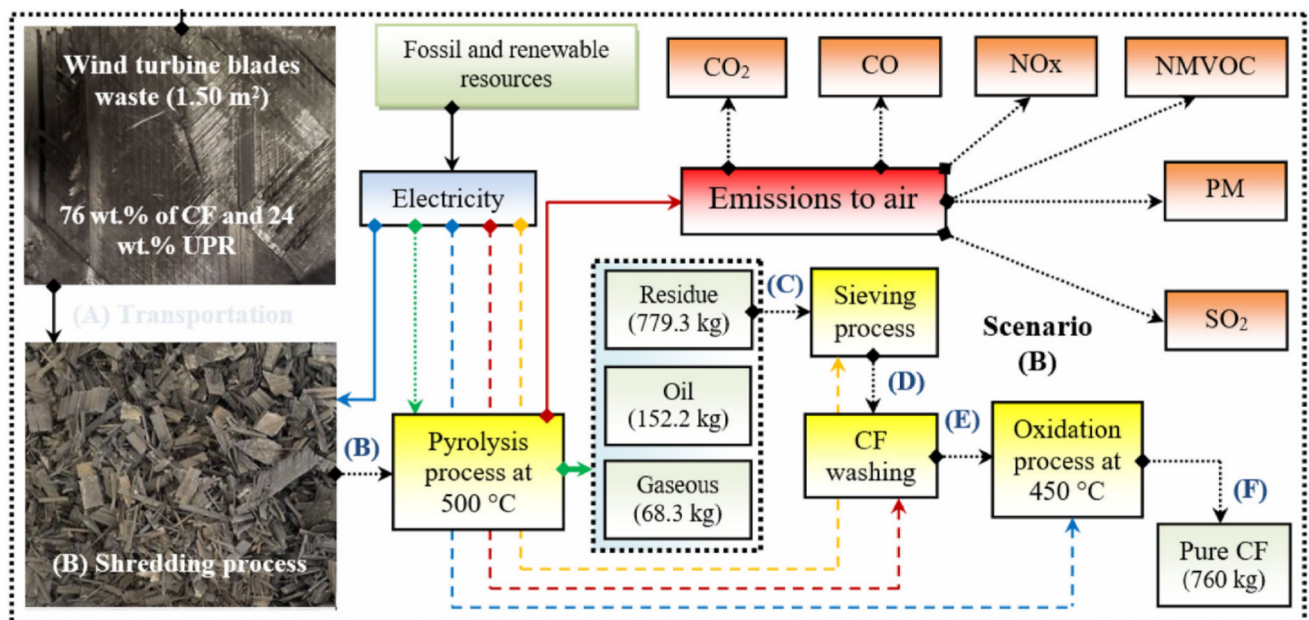 Wind turbine blades
waste (1.50 m²)
76 wt.% of CF and 24
wt.% UPR
(A) Transportation
(B) Shredding process
(B)
Fossil and renewable
resources
Electricity
Pyrolysis
process at
500 °C
Residue
(779.3 kg)
Oil
(152.2 kg)
Gaseous
(68.3 kg)
(C)
Sieving
process
(D)
CF
washing
(E)
Oxidation
process at
450 °C
(F)
Pure CF
(760 kg)
Scenario
(B)
Emissions to air
CO₂
CO
NOx
NMVOC
PM
SO₂